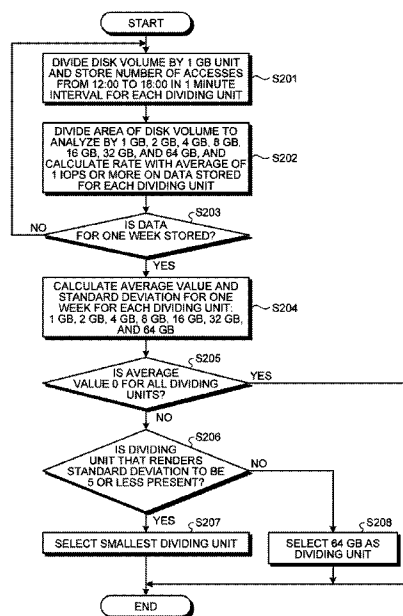 START
DIVIDE DISK VOLUME BY 1 GB UNIT
AND STORE NUMBER OF ACCESSES
FROM 12:00 TO 18:00 IN 1 MINUTE
INTERVAL FOR EACH DIVIDING UNIT
S201
DIVIDE AREA OF DISK VOLUME TO
ANALYZE BY 1 GB, 2 GB, 4 GB, 8 GB,
16 GB, 32 GB, AND 64 GB, AND
CALCULATE RATE WITH AVERAGE OF
1 IOPS OR MORE ON DATA STORED
FOR EACH DIVIDING UNIT
S202
S203
NO
IS DATA
FOR ONE WEEK STORED?
YES
CALCULATE AVERAGE VALUE AND
STANDARD DEVIATION FOR ONE
WEEK FOR EACH DIVIDING UNIT:
1 GB, 2 GB, 4 GB, 8 GB, 16 GB, 32 GB,
AND 64 GB
S204
S205
IS AVERAGE
VALUE 0 FOR ALL DIVIDING
UNITS?
YES
NO
S206
IS DIVIDING
UNIT THAT RENDERS
STANDARD DEVIATION TO BE
5 OR LESS PRESENT?
NO
YES
S207
SELECT SMALLEST DIVIDING UNIT
S208
SELECT 64 GB AS
DIVIDING UNIT
END